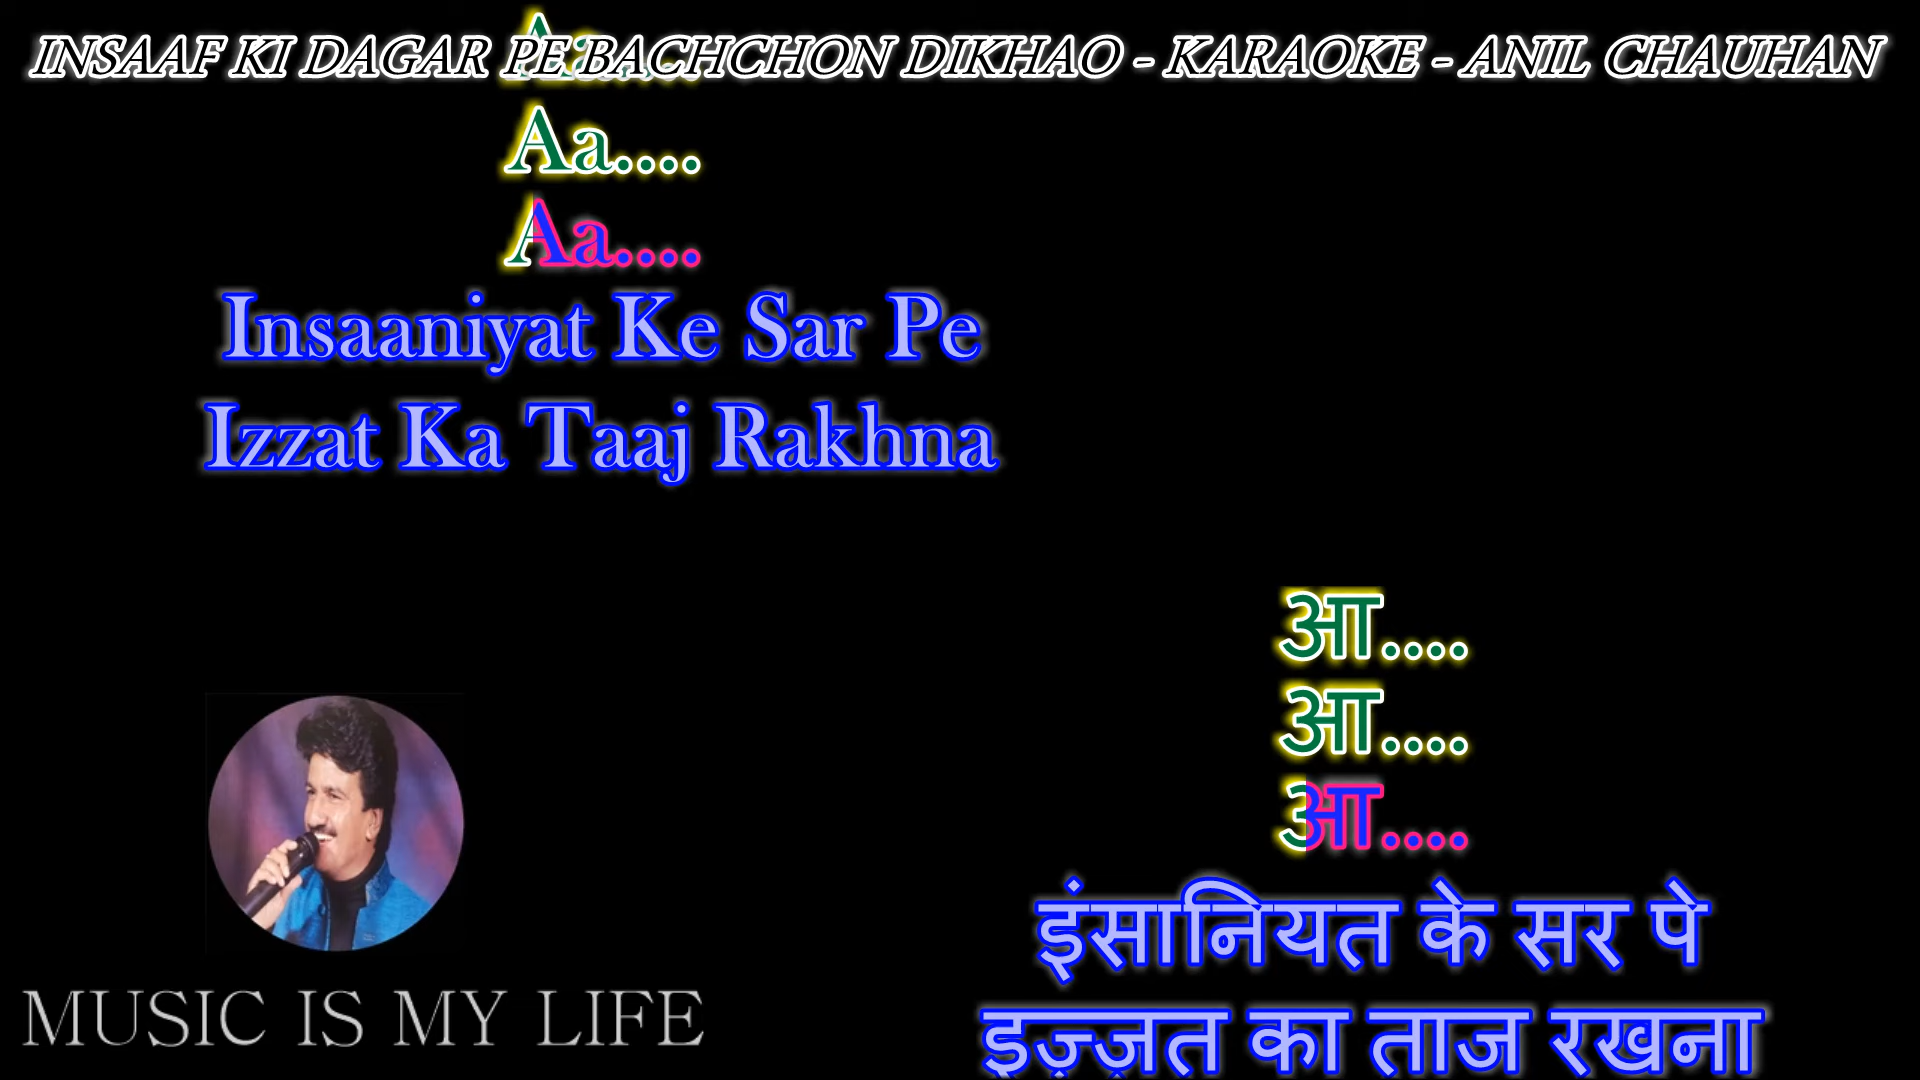 INSAAF KI DAGAR PE BACHCHON DIKHAO - KARAOKE - ANIL CHAUHAN
Aa....
Aa....
Aa....
Insaaniyat Ke Sar Pe
Izzat Ka Taaj Rakhna
आ....
आ....
आ....
इंसानियत के सर पे
इज़्ज़त का ताज रखना
MUSIC IS MY LIFE